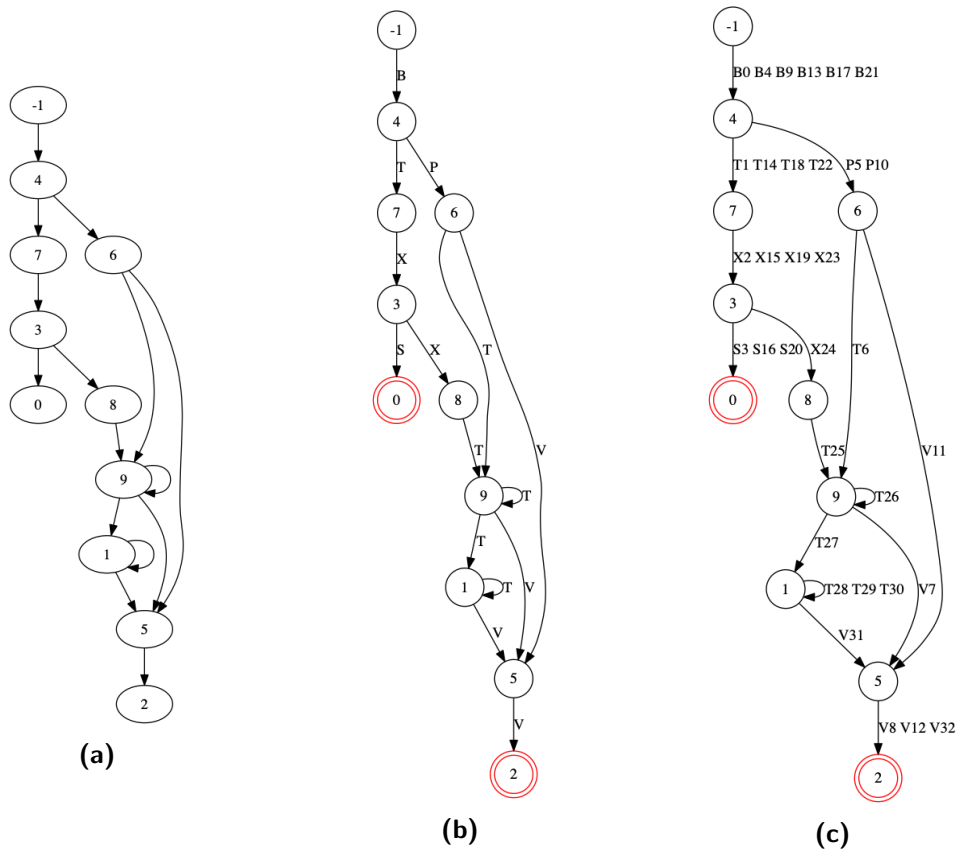 -1
4
7
6
3
0
8
9
1
5
2
(a)
-1
B
4
T P
7
6
X
3
S X T
0
8
T V
9
T
T
1
T
V
V
5
V
2
(b)
-1
B0 B4 B9 B13 B17 B21
4
T1 T14 T18 T22 P5 P10
7
6
X2 X15 X19 X23
3
S3 S16 S20 X24 T6
0
8
T25 V11
9
T26
T27
1
T28 T29 T30 V7
V31
5
V8 V12 V32
2
(c)